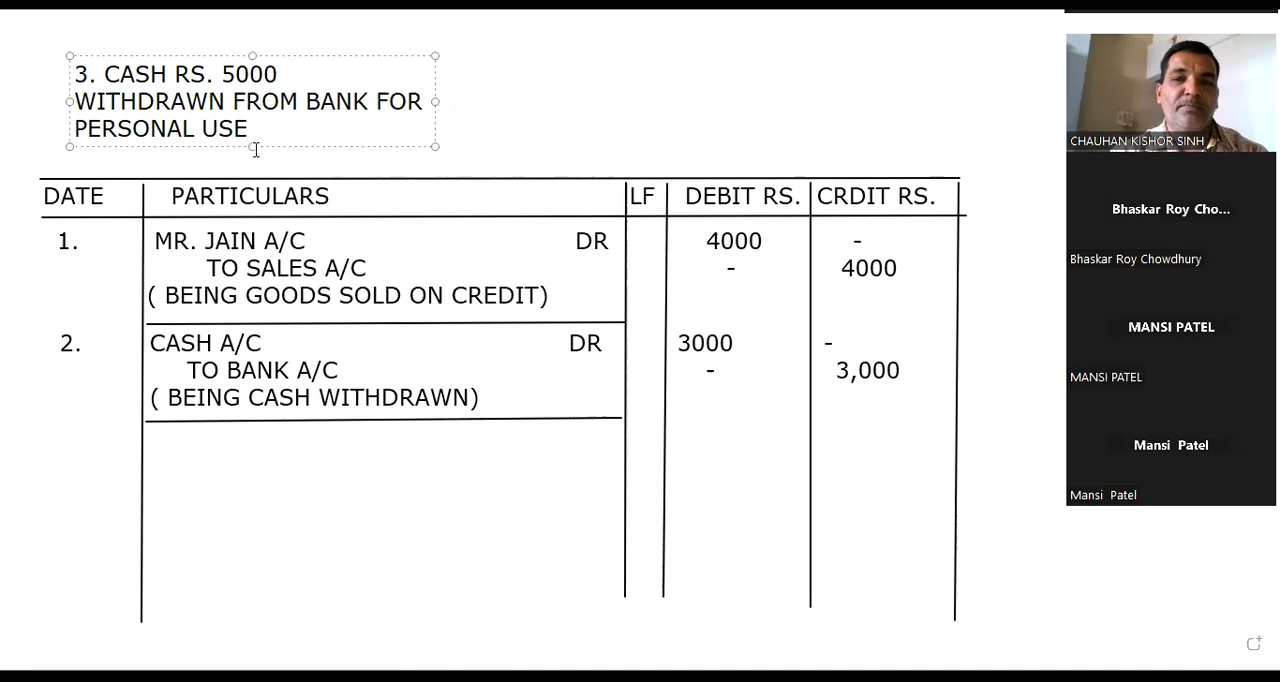 3. CASH RS. 5000
WITHDRAWN FROM BANK FOR
PERSONAL USE
DATE PARTICULARS LF DEBIT RS. CRDIT RS.
1. MR. JAIN A/C DR 4000 -
TO SALES A/C - 4000
( BEING GOODS SOLD ON CREDIT)
2. CASH A/C DR 3000 -
TO BANK A/C - 3,000
( BEING CASH WITHDRAWN)
CHAUHAN KISHOR SINH
Bhaskar Roy Cho...
Bhaskar Roy Chowdhury
MANSI PATEL
MANSI PATEL
Mansi Patel
Mansi Patel